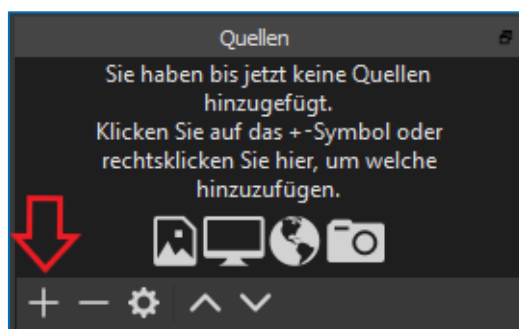 Quellen
Sie haben bis jetzt keine Quellen
hinzugefügt.
Klicken Sie auf das +-Symbol oder
rechtsklicken Sie hier, um welche
hinzuzufügen.